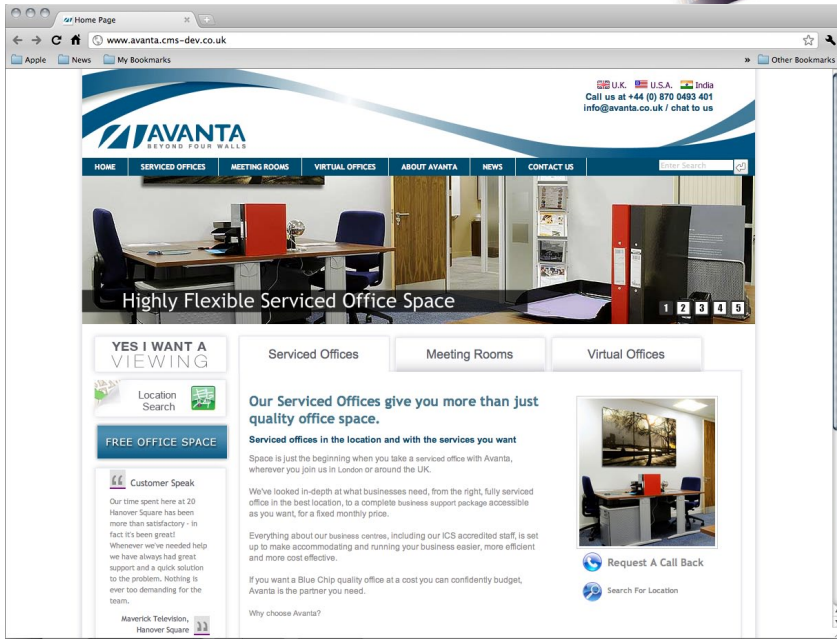 Home Page
www.avanta.cms-dev.co.uk
Apple News My Bookmarks » Other Bookmarks
U.K. U.S.A. India
Call us at +44 (0) 870 0493 401
info@avanta.co.uk / chat to us
AVANTA
BEYOND FOUR WALLS
HOME SERVICED OFFICES MEETING ROOMS VIRTUAL OFFICES ABOUT AVANTA NEWS CONTACT US Enter Search
Highly Flexible Serviced Office Space
1 2 3 4 5
YES I WANT A
VIEWING
Location
Search
FREE OFFICE SPACE
Customer Speak
Our time spent here at 20
Hanover Square has been
more than satisfactory - in
fact it's been great!
Whenever we've needed help
we have always had great
support and a quick solution
to the problem. Nothing is
ever too demanding for the
team.
Maverick Television,
Hanover Square
Serviced Offices Meeting Rooms Virtual Offices
Our Serviced Offices give you more than just
quality office space.
Serviced offices in the location and with the services you want
Space is just the beginning when you take a serviced office with Avanta,
wherever you join us in London or around the UK.
We've looked in-depth at what businesses need, from the right, fully serviced
office in the best location, to a complete business support package accessible
as you want, for a fixed monthly price.
Everything about our business centres, including our ICS accredited staff, is set
up to make accommodating and running your business easier, more efficient
and more cost effective.
If you want a Blue Chip quality office at a cost you can confidently budget,
Avanta is the partner you need.
Why choose Avanta?
Request A Call Back
Search For Location